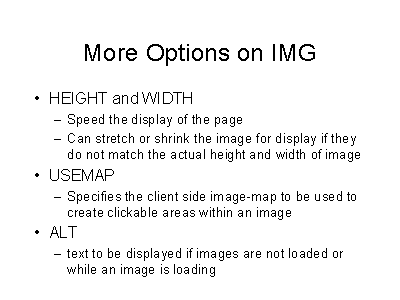 More Options on IMG
• HEIGHT and WIDTH
– Speed the display of the page
– Can stretch or shrink the image for display if they
do not match the actual height and width of image
• USEMAP
– Specifies the client side image-map to be used to
create clickable areas within an image
• ALT
– text to be displayed if images are not loaded or
while an image is loading